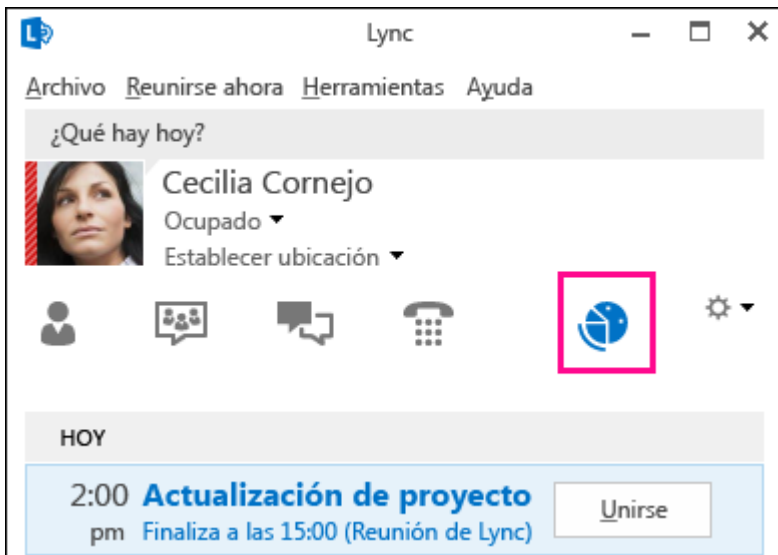 Lync
Archivo Reunirse ahora Herramientas Ayuda
¿Qué hay hoy?
Cecilia Cornejo
Ocupado
Establecer ubicación
HOY
2:00 Actualización de proyecto
pm Finaliza a las 15:00 (Reunión de Lync)
Unirse